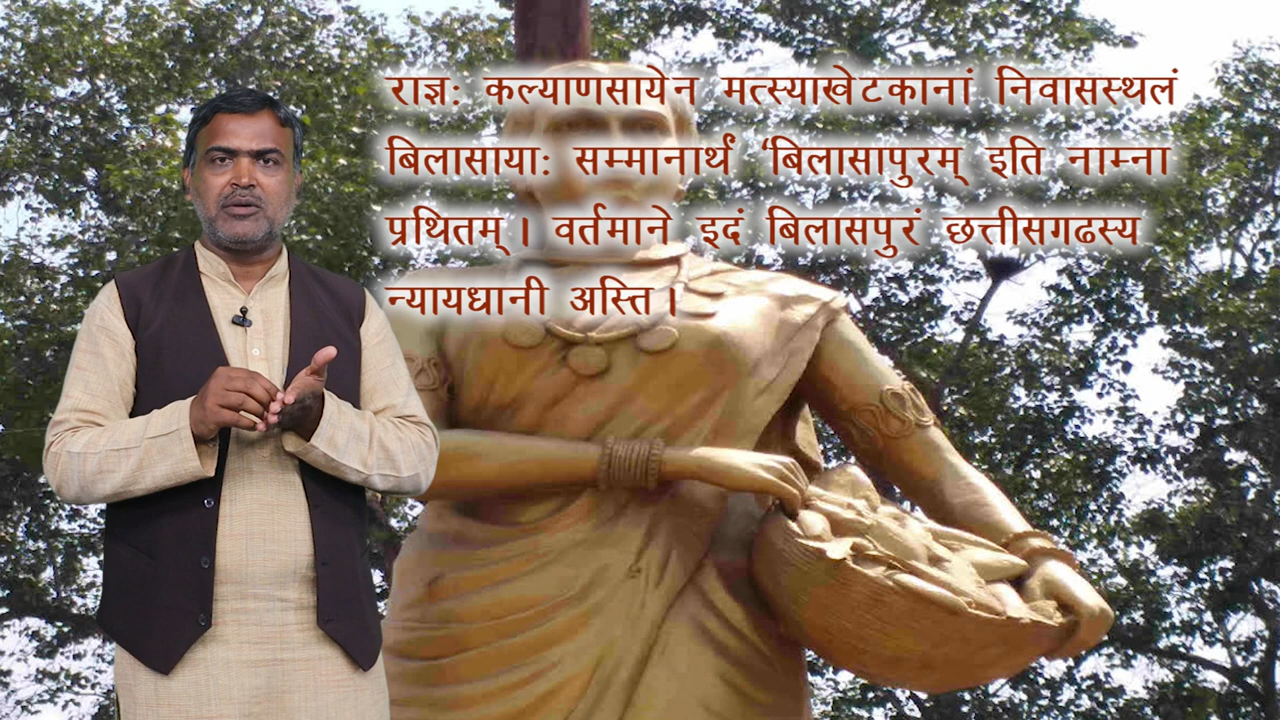 राज्ञः कल्याणसायेन मत्स्याखेटकानां निवासस्थलं
बिलासायाः सम्मानार्थं ‘बिलासापुरम् इति नाम्ना
प्रथितम् । वर्तमाने इदं बिलासपुरं छत्तीसगढस्य
न्यायधानी अस्ति ।